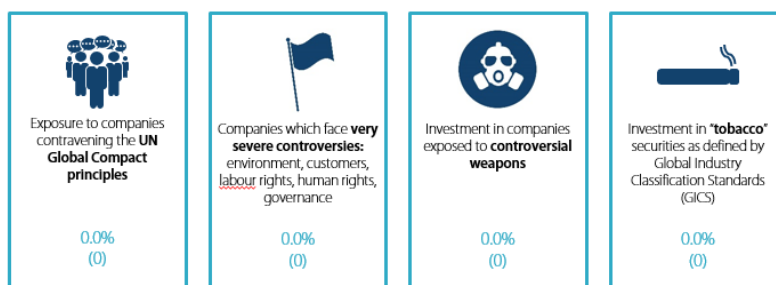 Exposure to companies
contravening the UN
Global Compact
principles
0.0%
(0)
Companies which face very
severe controversies:
environment, customers,
labour rights, human rights,
governance
0.0%
(0)
Investment in companies
exposed to controversial
weapons
0.0%
(0)
Investment in "tobacco"
securities as defined by
Global Industry
Classification Standards
(GICS)
0.0%
(0)